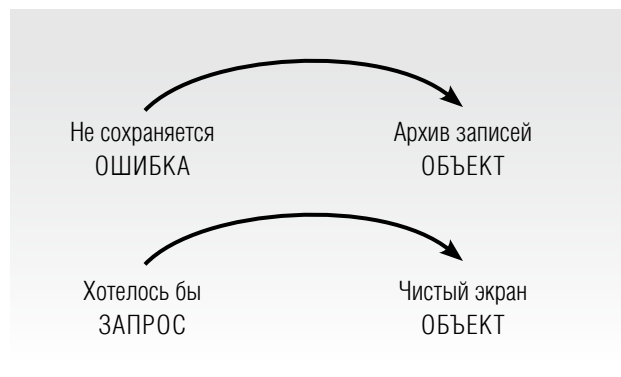 Не сохраняется
ОШИБКА
Архив записей
ОБЪЕКТ
Хотелось бы
ЗАПРОС
Чистый экран
ОБЪЕКТ